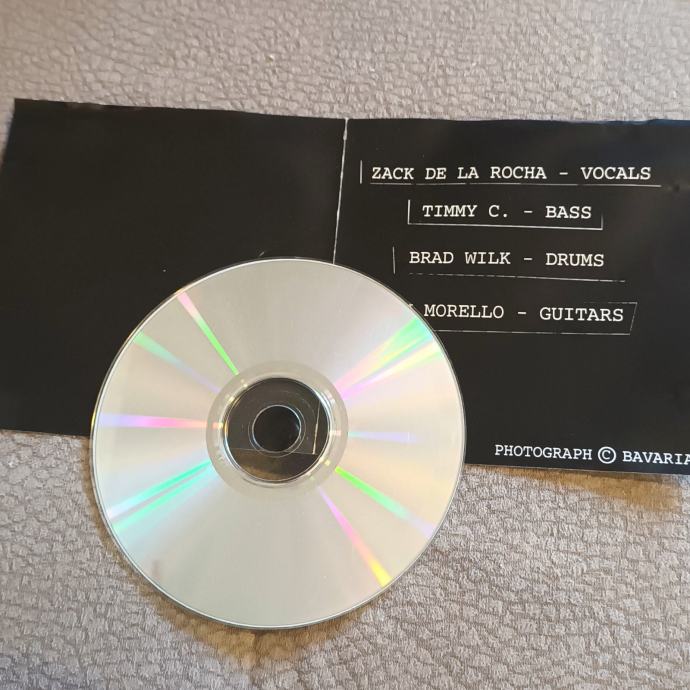 ZACK DE LA ROCHA - VOCALS
TIMMY C. - BASS
BRAD WILK - DRUMS
MORELLO - GUITARS
PHOTOGRAPH © BAVARIA